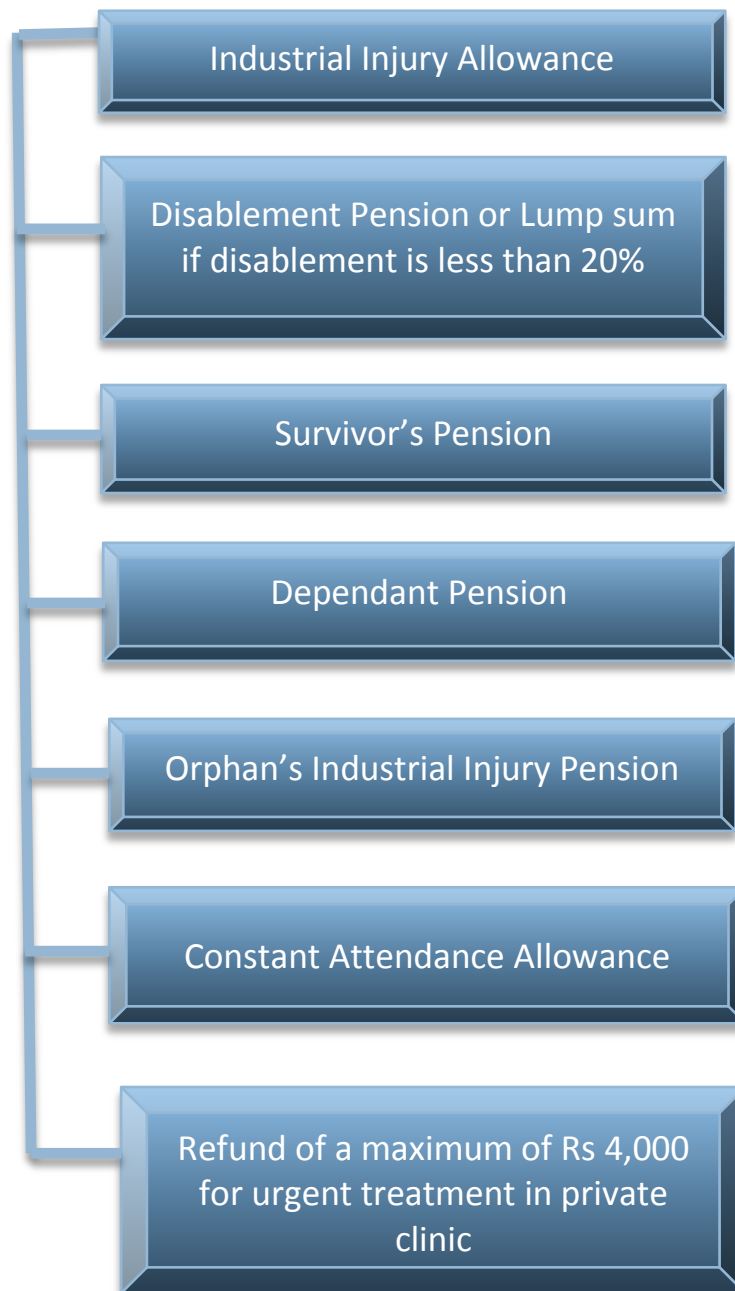 Industrial Injury Allowance
Disablement Pension or Lump sum
if disablement is less than 20%
Survivor’s Pension
Dependant Pension
Orphan’s Industrial Injury Pension
Constant Attendance Allowance
Refund of a maximum of Rs 4,000
for urgent treatment in private
clinic